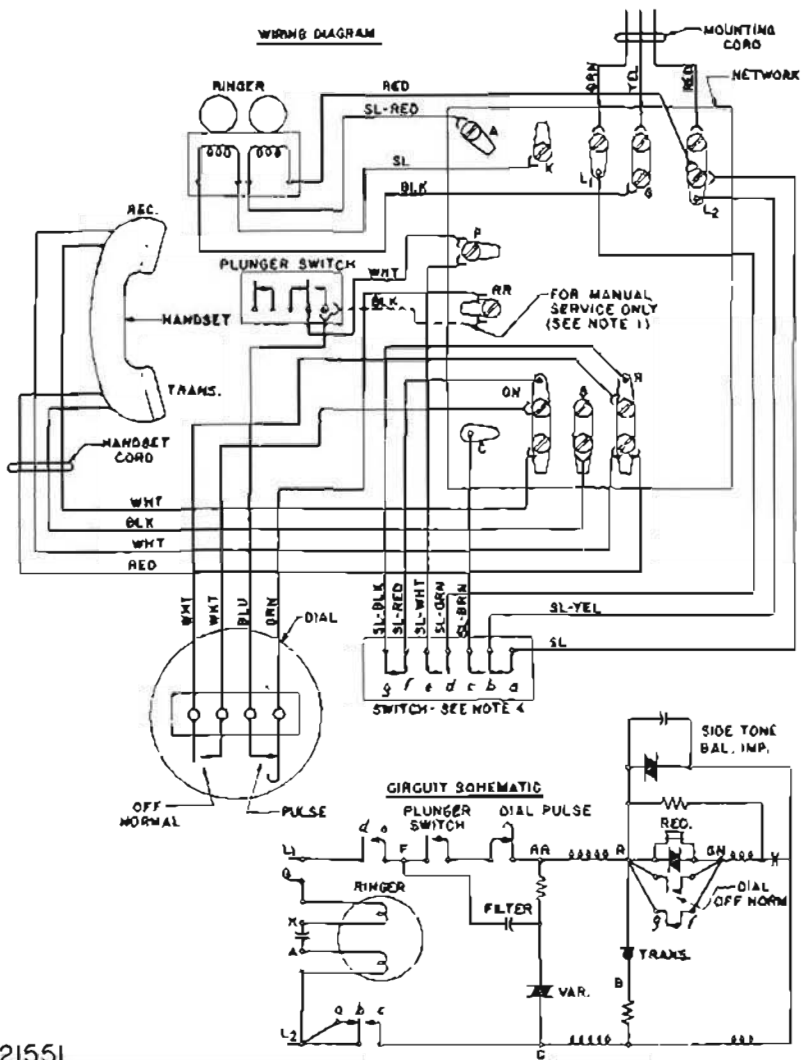 WIRING DIAGRAM
MOUNTING
CORD
NETWORK
RINGER
RED
SL-RED
SL
BLK
GRN
YEL
RED
A
K
L1
G
L2
REC.
PLUNGER SWITCH
WHT
BLK
F
RR
FOR MANUAL
SERVICE ONLY
(SEE NOTE 1)
HANDSET
TRANS.
GN
B
R
C
HANDSET
CORD
WHT
BLK
WHT
RED
WHT
WHT
BLU
GRN
DIAL
SL-BLK
SL-RED
SL-WHT
SL-GRN
SL-BRN
SL-YEL
SL
g f e d c b a
SWITCH - SEE NOTE 4
OFF
NORMAL
PULSE
CIRCUIT SCHEMATIC
SIDE TONE
BAL. IMP.
PLUNGER
SWITCH
DIAL PULSE
REC.
L1
d e
F
RR
R
GN
G
RINGER
K
A
FILTER
DIAL
OFF NORM
g f
TRANS.
B
VAR.
L2
a b c
C
21551